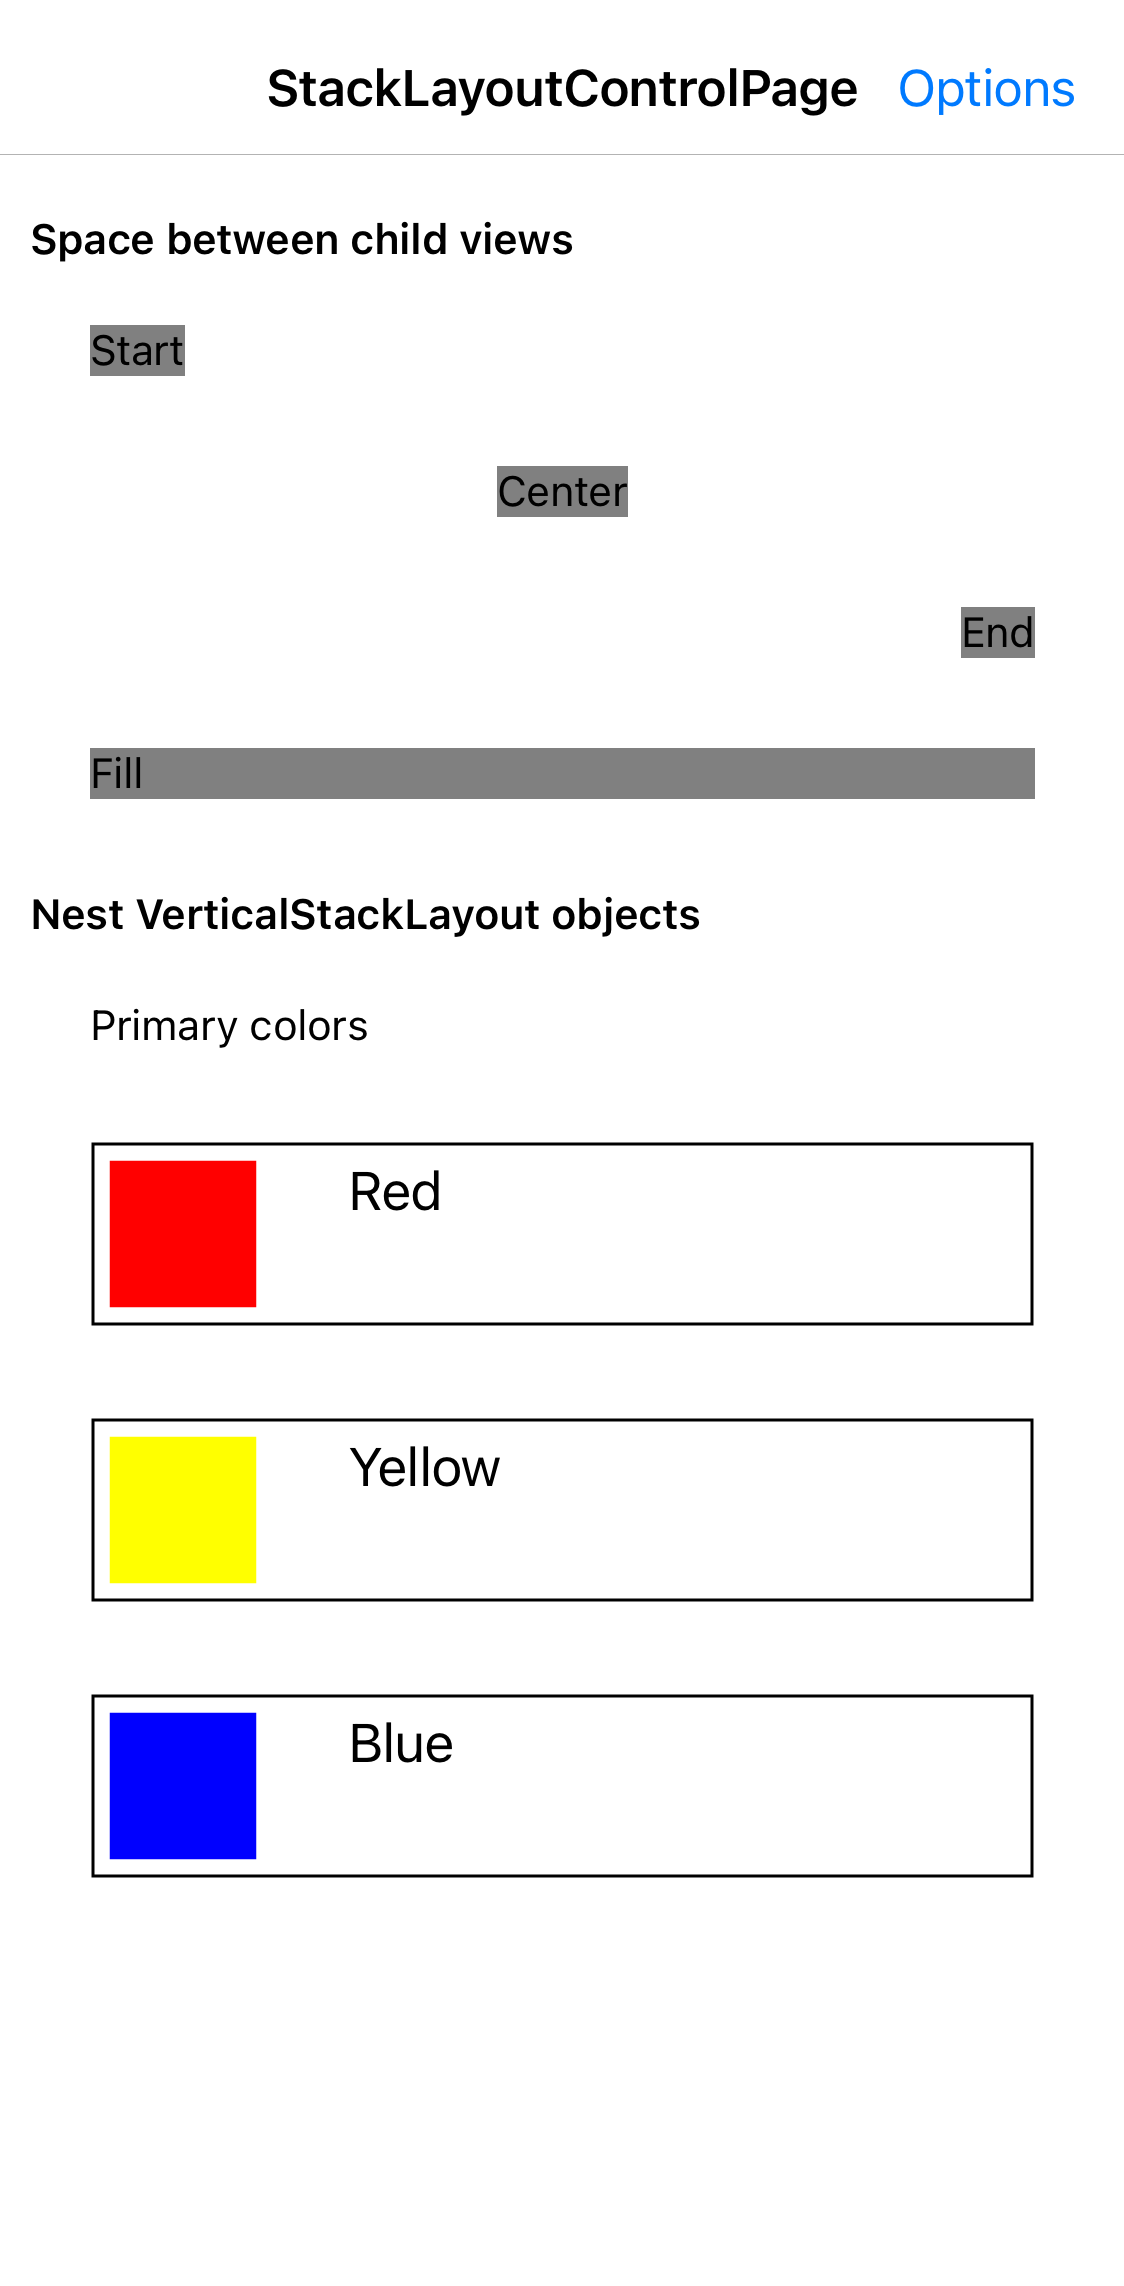 StackLayoutControlPage Options
Space between child views
Start
Center
End
Fill
Nest VerticalStackLayout objects
Primary colors
Red
Yellow
Blue